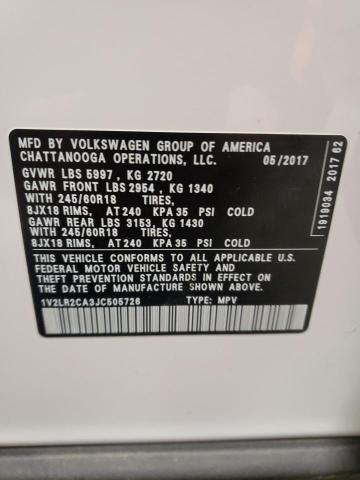 MFD BY VOLKSWAGEN GROUP OF AMERICA
CHATTANOOGA OPERATIONS, LLC. 05/2017
GVWR LBS 5997 , KG 2720
GAWR FRONT LBS 2954 , KG 1340
WITH 245/60R18 TIRES,
8JX18 RIMS, AT 240 KPA 35 PSI COLD
GAWR REAR LBS 3153, KG 1430
WITH 245/60R18 TIRES,
8JX18 RIMS, AT 240 KPA 35 PSI COLD
THIS VEHICLE CONFORMS TO ALL APPLICABLE U.S.
FEDERAL MOTOR VEHICLE SAFETY, BUMPER AND
THEFT PREVENTION STANDARDS IN EFFECT ON THE
DATE OF MANUFACTURE SHOWN ABOVE.
1V2LR2CA3JC505726 TYPE: MPV
1919034 2017 62